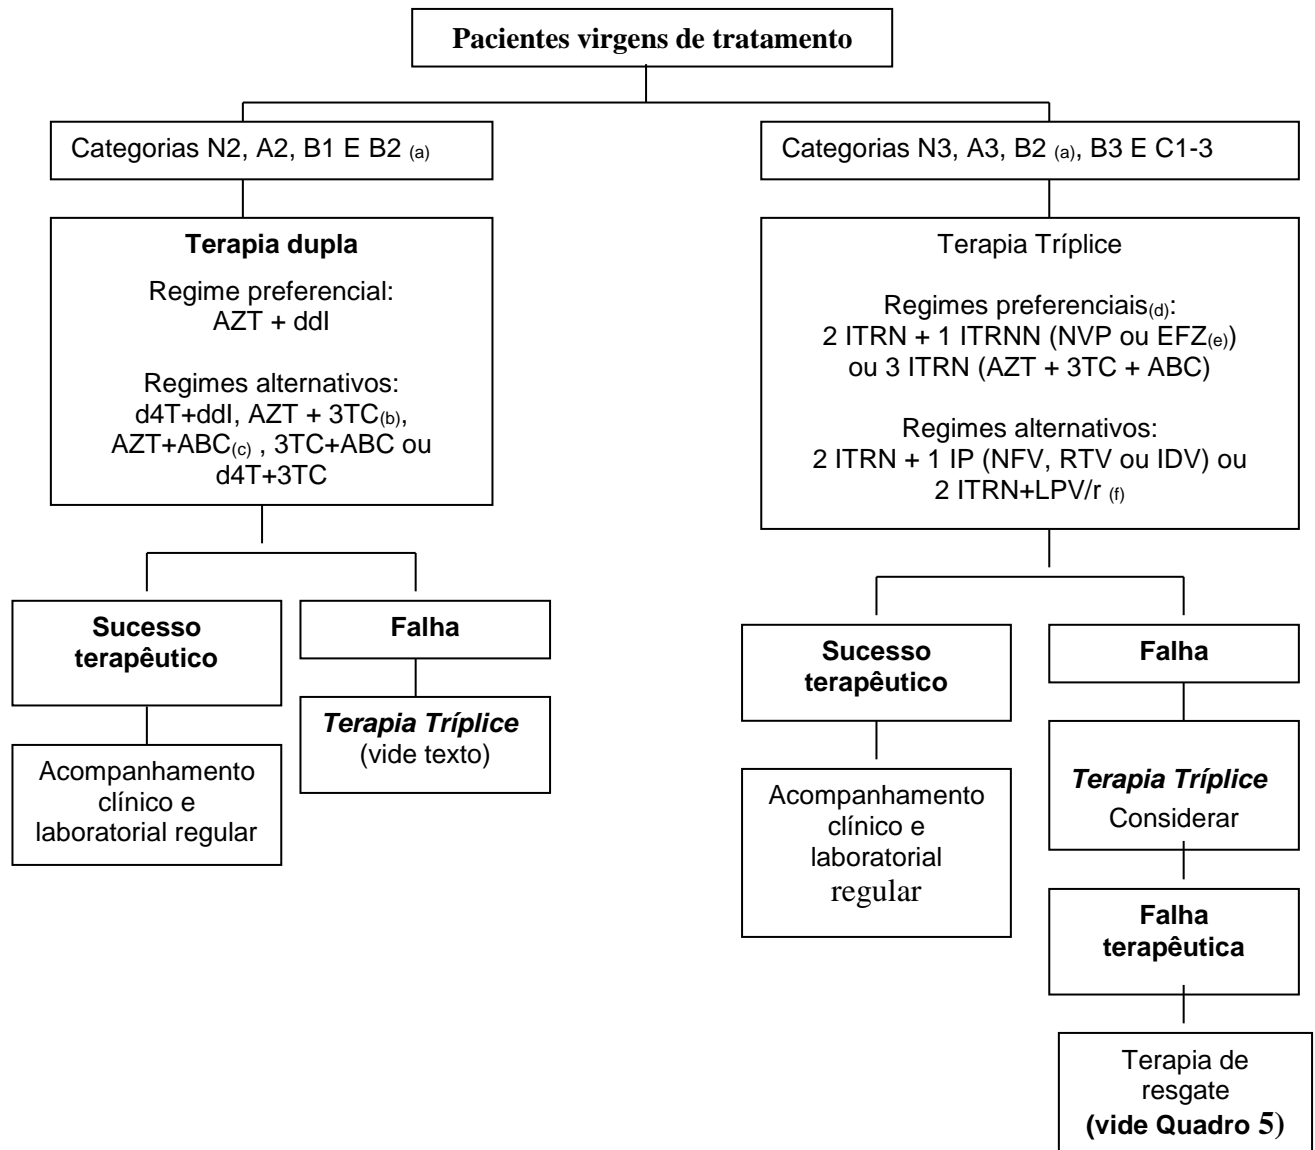 Pacientes virgens de tratamento
Categorias N2, A2, B1 E B2 (a)
Terapia dupla
Regime preferencial:
AZT + ddI
Regimes alternativos:
d4T+ddI, AZT + 3TC(b),
AZT+ABC(c) , 3TC+ABC ou
d4T+3TC
Sucesso
terapêutico
Acompanhamento
clínico e
laboratorial regular
Falha
Terapia Tríplice
(vide texto)
Categorias N3, A3, B2 (a), B3 E C1-3
Terapia Tríplice
Regimes preferenciais(d):
2 ITRN + 1 ITRNN (NVP ou EFZ(e))
ou 3 ITRN (AZT + 3TC + ABC)
Regimes alternativos:
2 ITRN + 1 IP (NFV, RTV ou IDV) ou
2 ITRN+LPV/r (f)
Sucesso
terapêutico
Acompanhamento
clínico e
laboratorial
regular
Falha
Terapia Tríplice
Considerar
Falha
terapêutica
Terapia de
resgate
(vide Quadro 5)